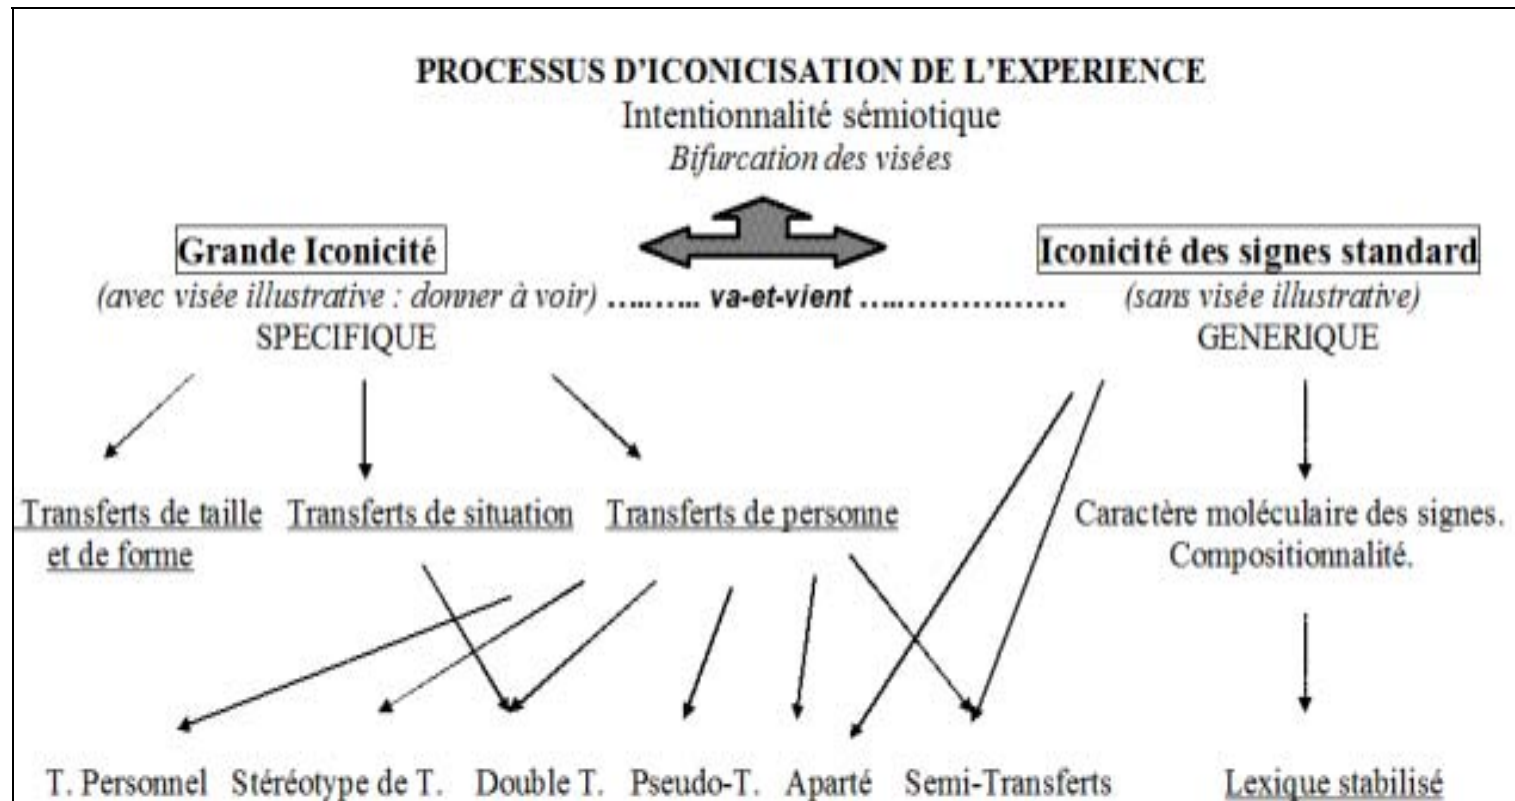 PROCESSUS D'ICONICISATION DE L'EXPERIENCE
Intentionnalité sémiotique
Bifurcation des visées
Grande Iconicité
Iconicité des signes standard
(avec visée illustrative : donner à voir) ......... va-et-vient ....................
(sans visée illustrative)
SPECIFIQUE
GENERIQUE
Transferts de taille
et de forme
Transferts de situation
Transferts de personne
Caractère moléculaire des signes.
Compositionnalité.
T. Personnel
Stéréotype de T.
Double T.
Pseudo-T.
Aparté
Semi-Transferts
Lexique stabilisé